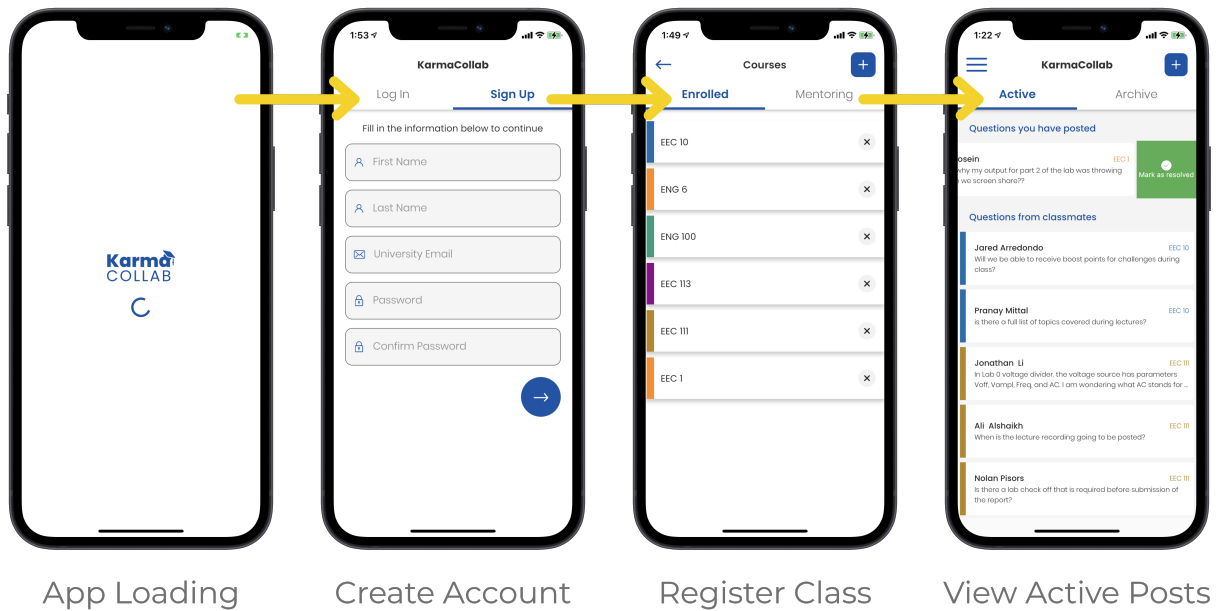 Karma
COLLAB
App Loading
1:53
KarmaCollab
Log In
Sign Up
Fill in the information below to continue
First Name
Last Name
University Email
Password
Confirm Password
Create Account
1:49
Courses
+
Enrolled
Mentoring
EEC 10
ENG 6
ENG 100
EEC 113
EEC 111
EEC 1
Register Class
1:22
KarmaCollab
+
Active
Archive
Questions you have posted
osein
EEC 1
why my output for part 2 of the lab was throwing
we screen share??
Mark as resolved
Questions from classmates
Jared Arredondo
EEC 10
Will we be able to receive boost points for challenges during
class?
Pranay Mittal
EEC 10
is there a full list of topics covered during lectures?
Jonathan Li
EEC 111
In Lab 0 voltage divider, the voltage source has parameters
Voff, Vampl, Freq, and AC. I am wondering what AC stands for ...
Ali Alshaikh
EEC 111
When is the lecture recording going to be posted?
Nolan Pisors
EEC 111
Is there a lab check off that is required before submission of
the report?
View Active Posts